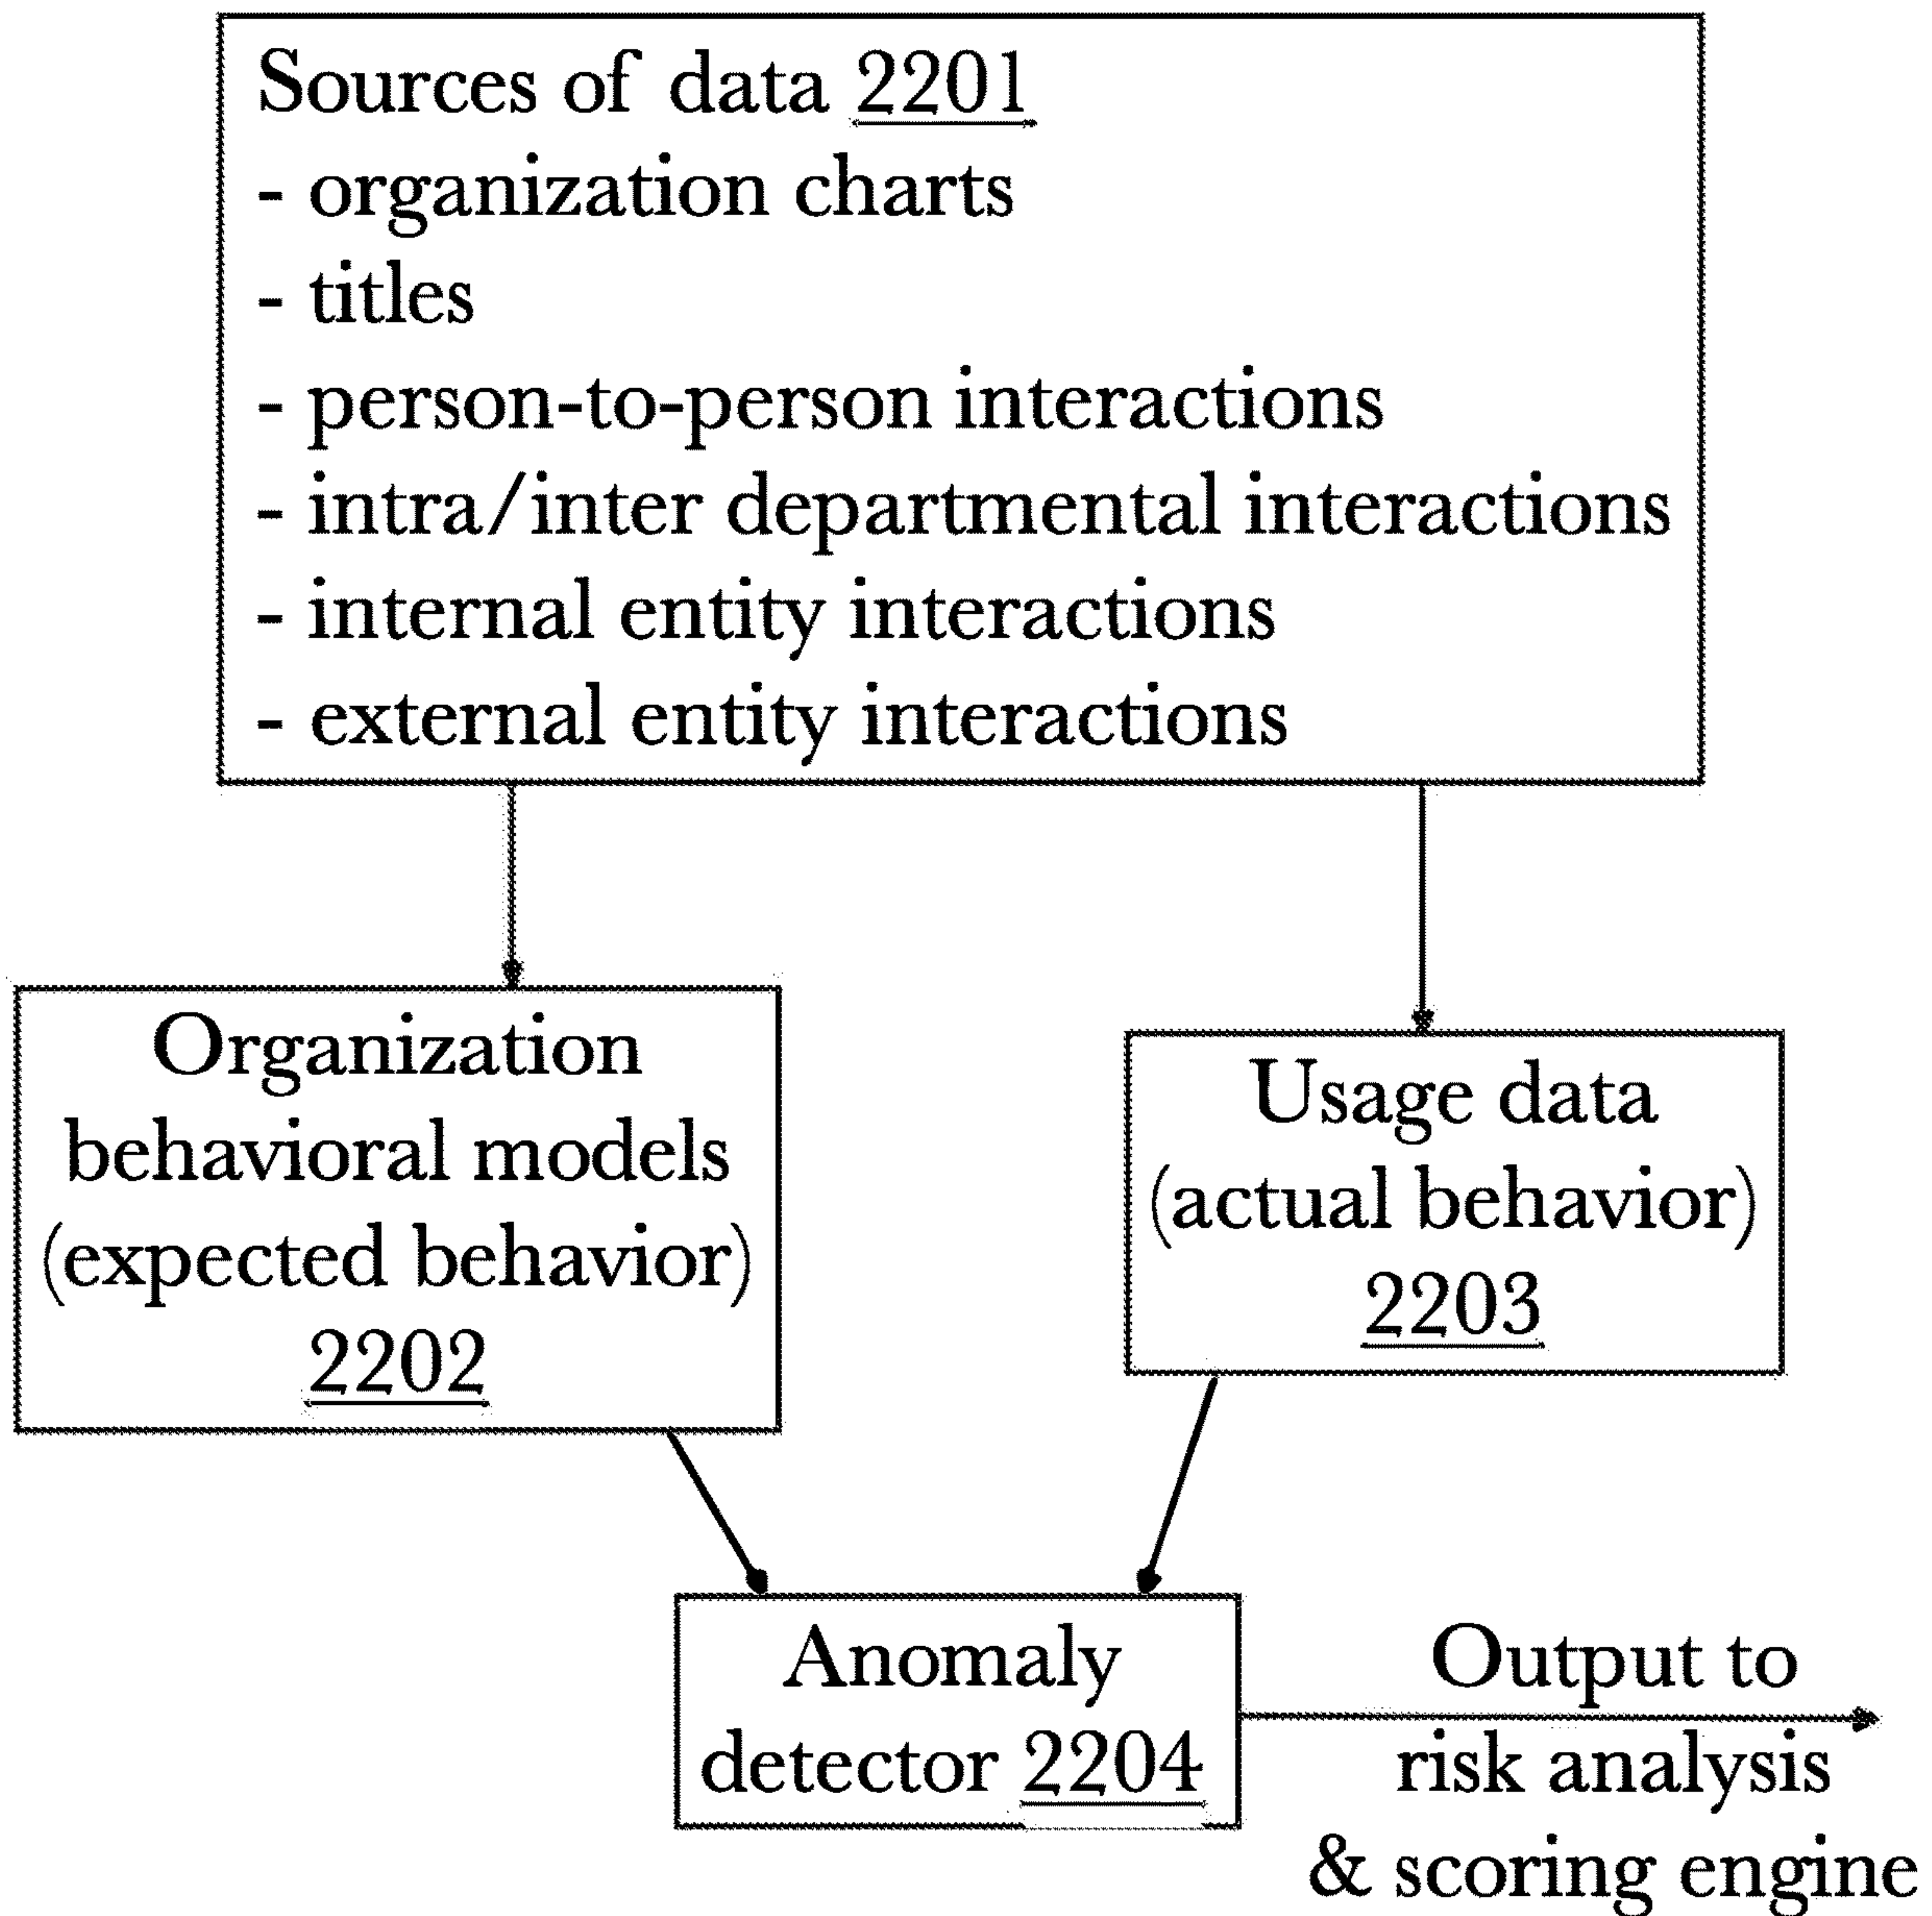 Sources of data 2201
- organization charts
- titles
- person-to-person interactions
- intra/inter departmental interactions
- internal entity interactions
- external entity interactions
Organization
behavioral models
(expected behavior)
2202
Usage data
(actual behavior)
2203
Anomaly
detector 2204
Output to
risk analysis
& scoring engine